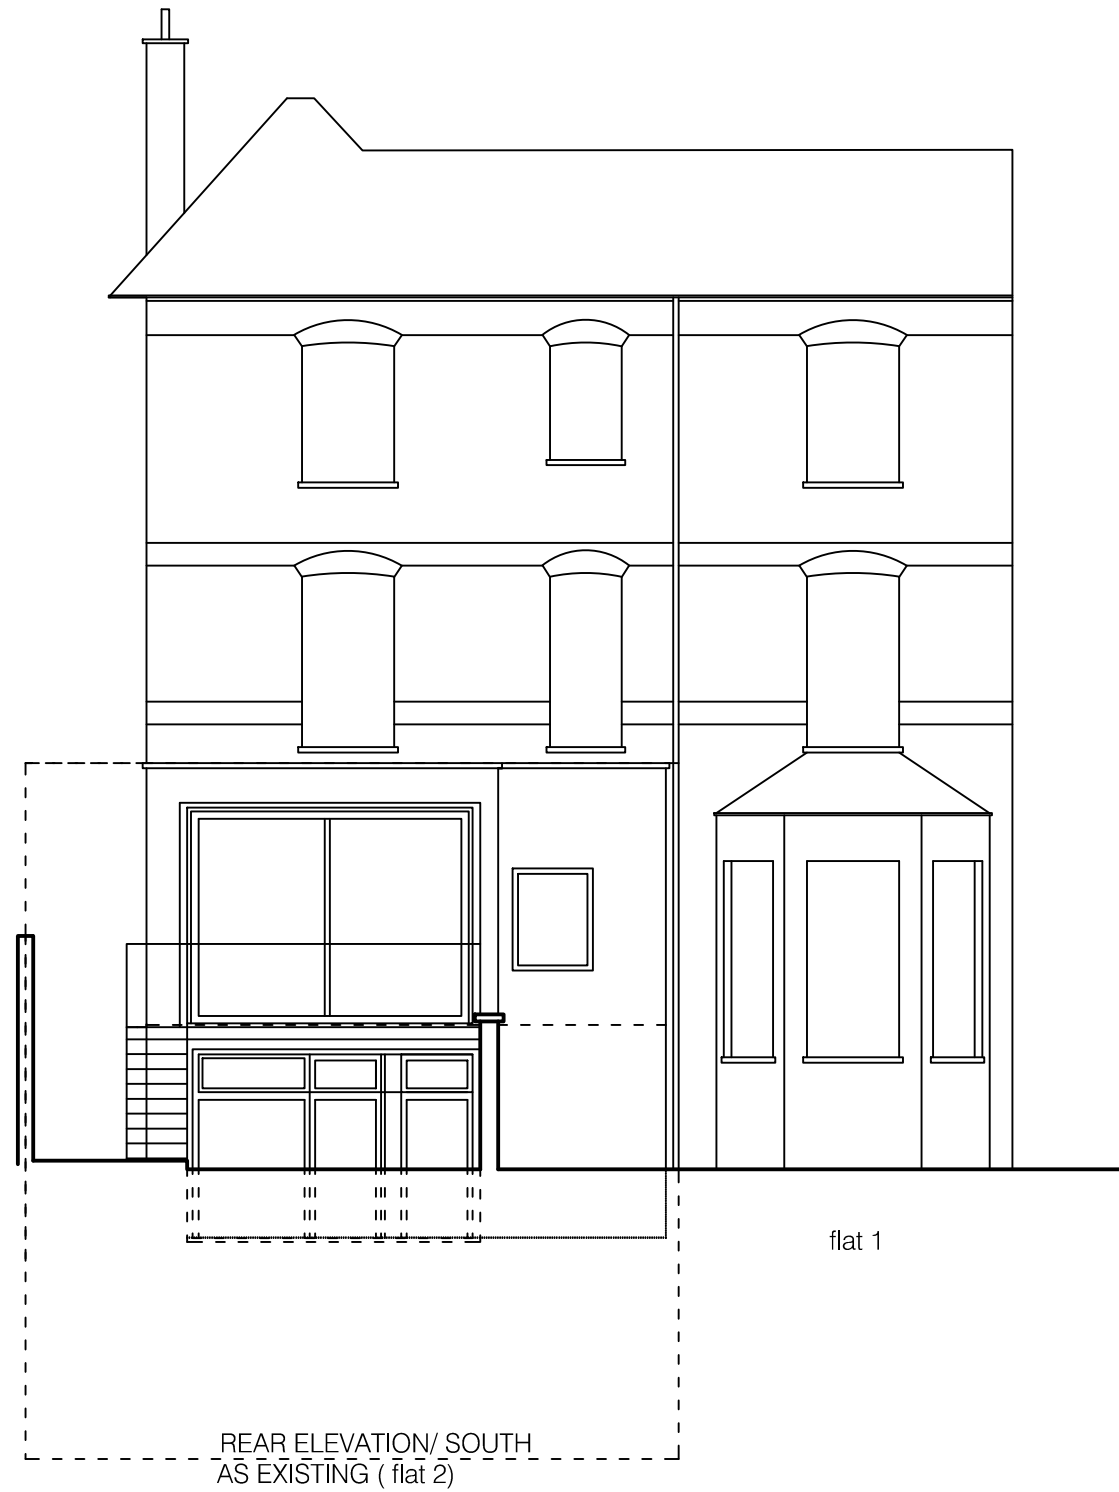 flat 1
REAR ELEVATION/ SOUTH
AS EXISTING ( flat 2)